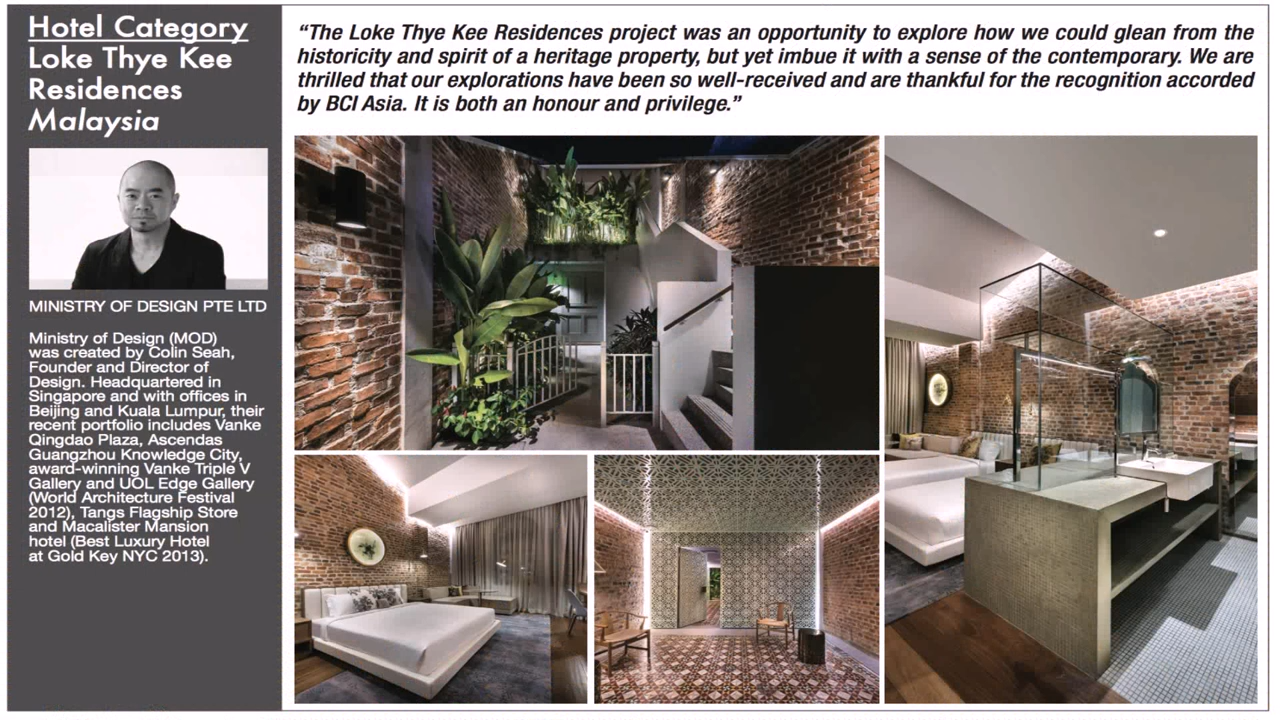 Hotel Category
Loke Thye Kee
Residences
Malaysia
MINISTRY OF DESIGN PTE LTD
Ministry of Design (MOD)
was created by Colin Seah,
Founder and Director of
Design. Headquartered in
Singapore and with offices in
Beijing and Kuala Lumpur, their
recent portfolio includes Vanke
Qingdao Plaza, Ascendas
Guangzhou Knowledge City,
award-winning Vanke Triple V
Gallery and UOL Edge Gallery
(World Architecture Festival
2012), Tangs Flagship Store
and Macalister Mansion
hotel (Best Luxury Hotel
at Gold Key NYC 2013).
“The Loke Thye Kee Residences project was an opportunity to explore how we could glean from the
historicity and spirit of a heritage property, but yet imbue it with a sense of the contemporary. We are
thrilled that our explorations have been so well-received and are thankful for the recognition accorded
by BCI Asia. It is both an honour and privilege.”